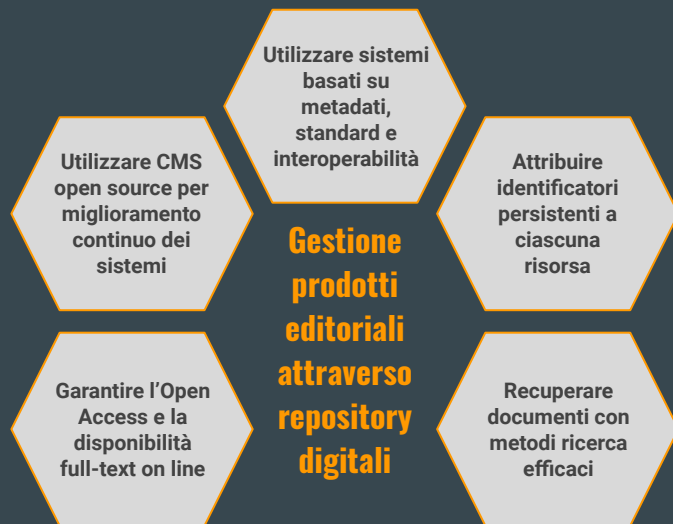 Utilizzare sistemi
basati su
metadati,
standard e
interoperabilità
Utilizzare CMS
open source per
miglioramento
continuo dei
sistemi
Attribuire
identificatori
persistenti a
ciascuna
risorsa
Gestione
prodotti
editoriali
attraverso
repository
digitali
Garantire l’Open
Access e la
disponibilità
full-text on line
Recuperare
documenti con
metodi ricerca
efficaci